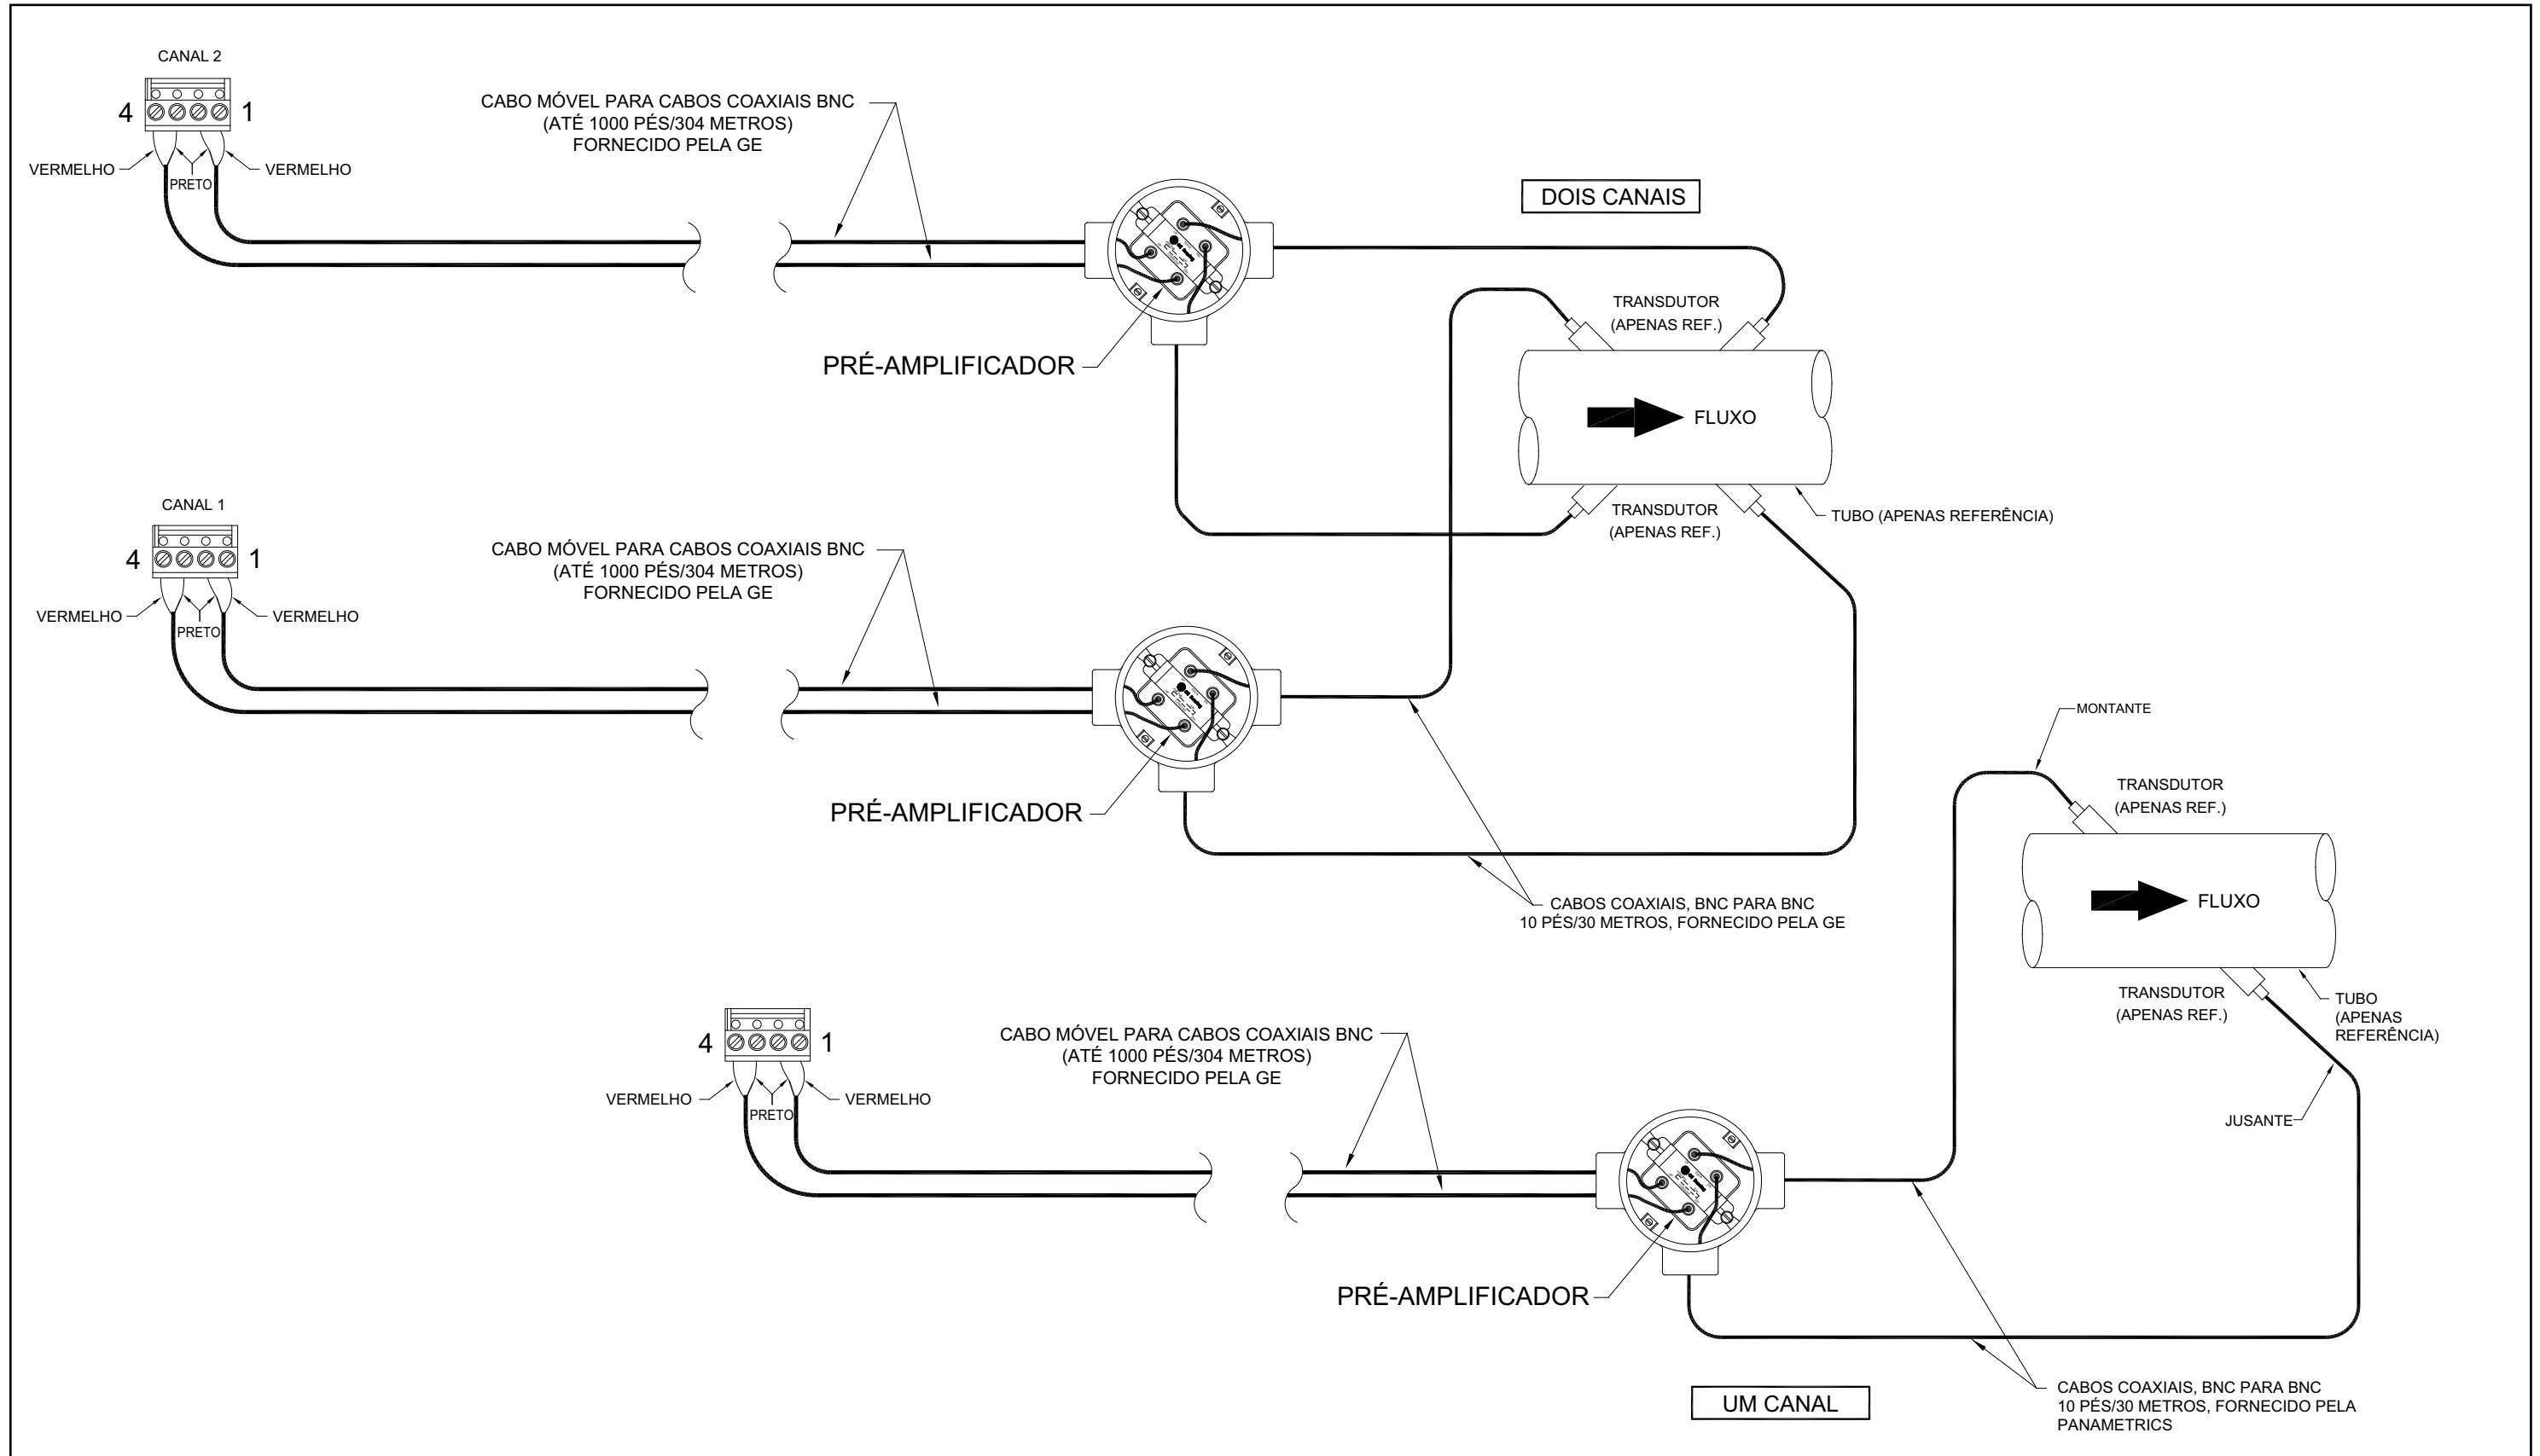 CANAL 2
4
1
VERMELHO
PRETO
VERMELHO
CABO MÓVEL PARA CABOS COAXIAIS BNC
(ATÉ 1000 PÉS/304 METROS)
FORNECIDO PELA GE
PRÉ-AMPLIFICADOR
DOIS CANAIS
TRANSDUTOR
(APENAS REF.)
FLUXO
TRANSDUTOR
(APENAS REF.)
TUBO (APENAS REFERÊNCIA)
CANAL 1
4
1
VERMELHO
PRETO
VERMELHO
CABO MÓVEL PARA CABOS COAXIAIS BNC
(ATÉ 1000 PÉS/304 METROS)
FORNECIDO PELA GE
PRÉ-AMPLIFICADOR
CABOS COAXIAIS, BNC PARA BNC
10 PÉS/30 METROS, FORNECIDO PELA GE
MONTANTE
TRANSDUTOR
(APENAS REF.)
FLUXO
TRANSDUTOR
(APENAS REF.)
TUBO
(APENAS
REFERÊNCIA)
JUSANTE
4
1
VERMELHO
PRETO
VERMELHO
CABO MÓVEL PARA CABOS COAXIAIS BNC
(ATÉ 1000 PÉS/304 METROS)
FORNECIDO PELA GE
PRÉ-AMPLIFICADOR
UM CANAL
CABOS COAXIAIS, BNC PARA BNC
10 PÉS/30 METROS, FORNECIDO PELA
PANAMETRICS